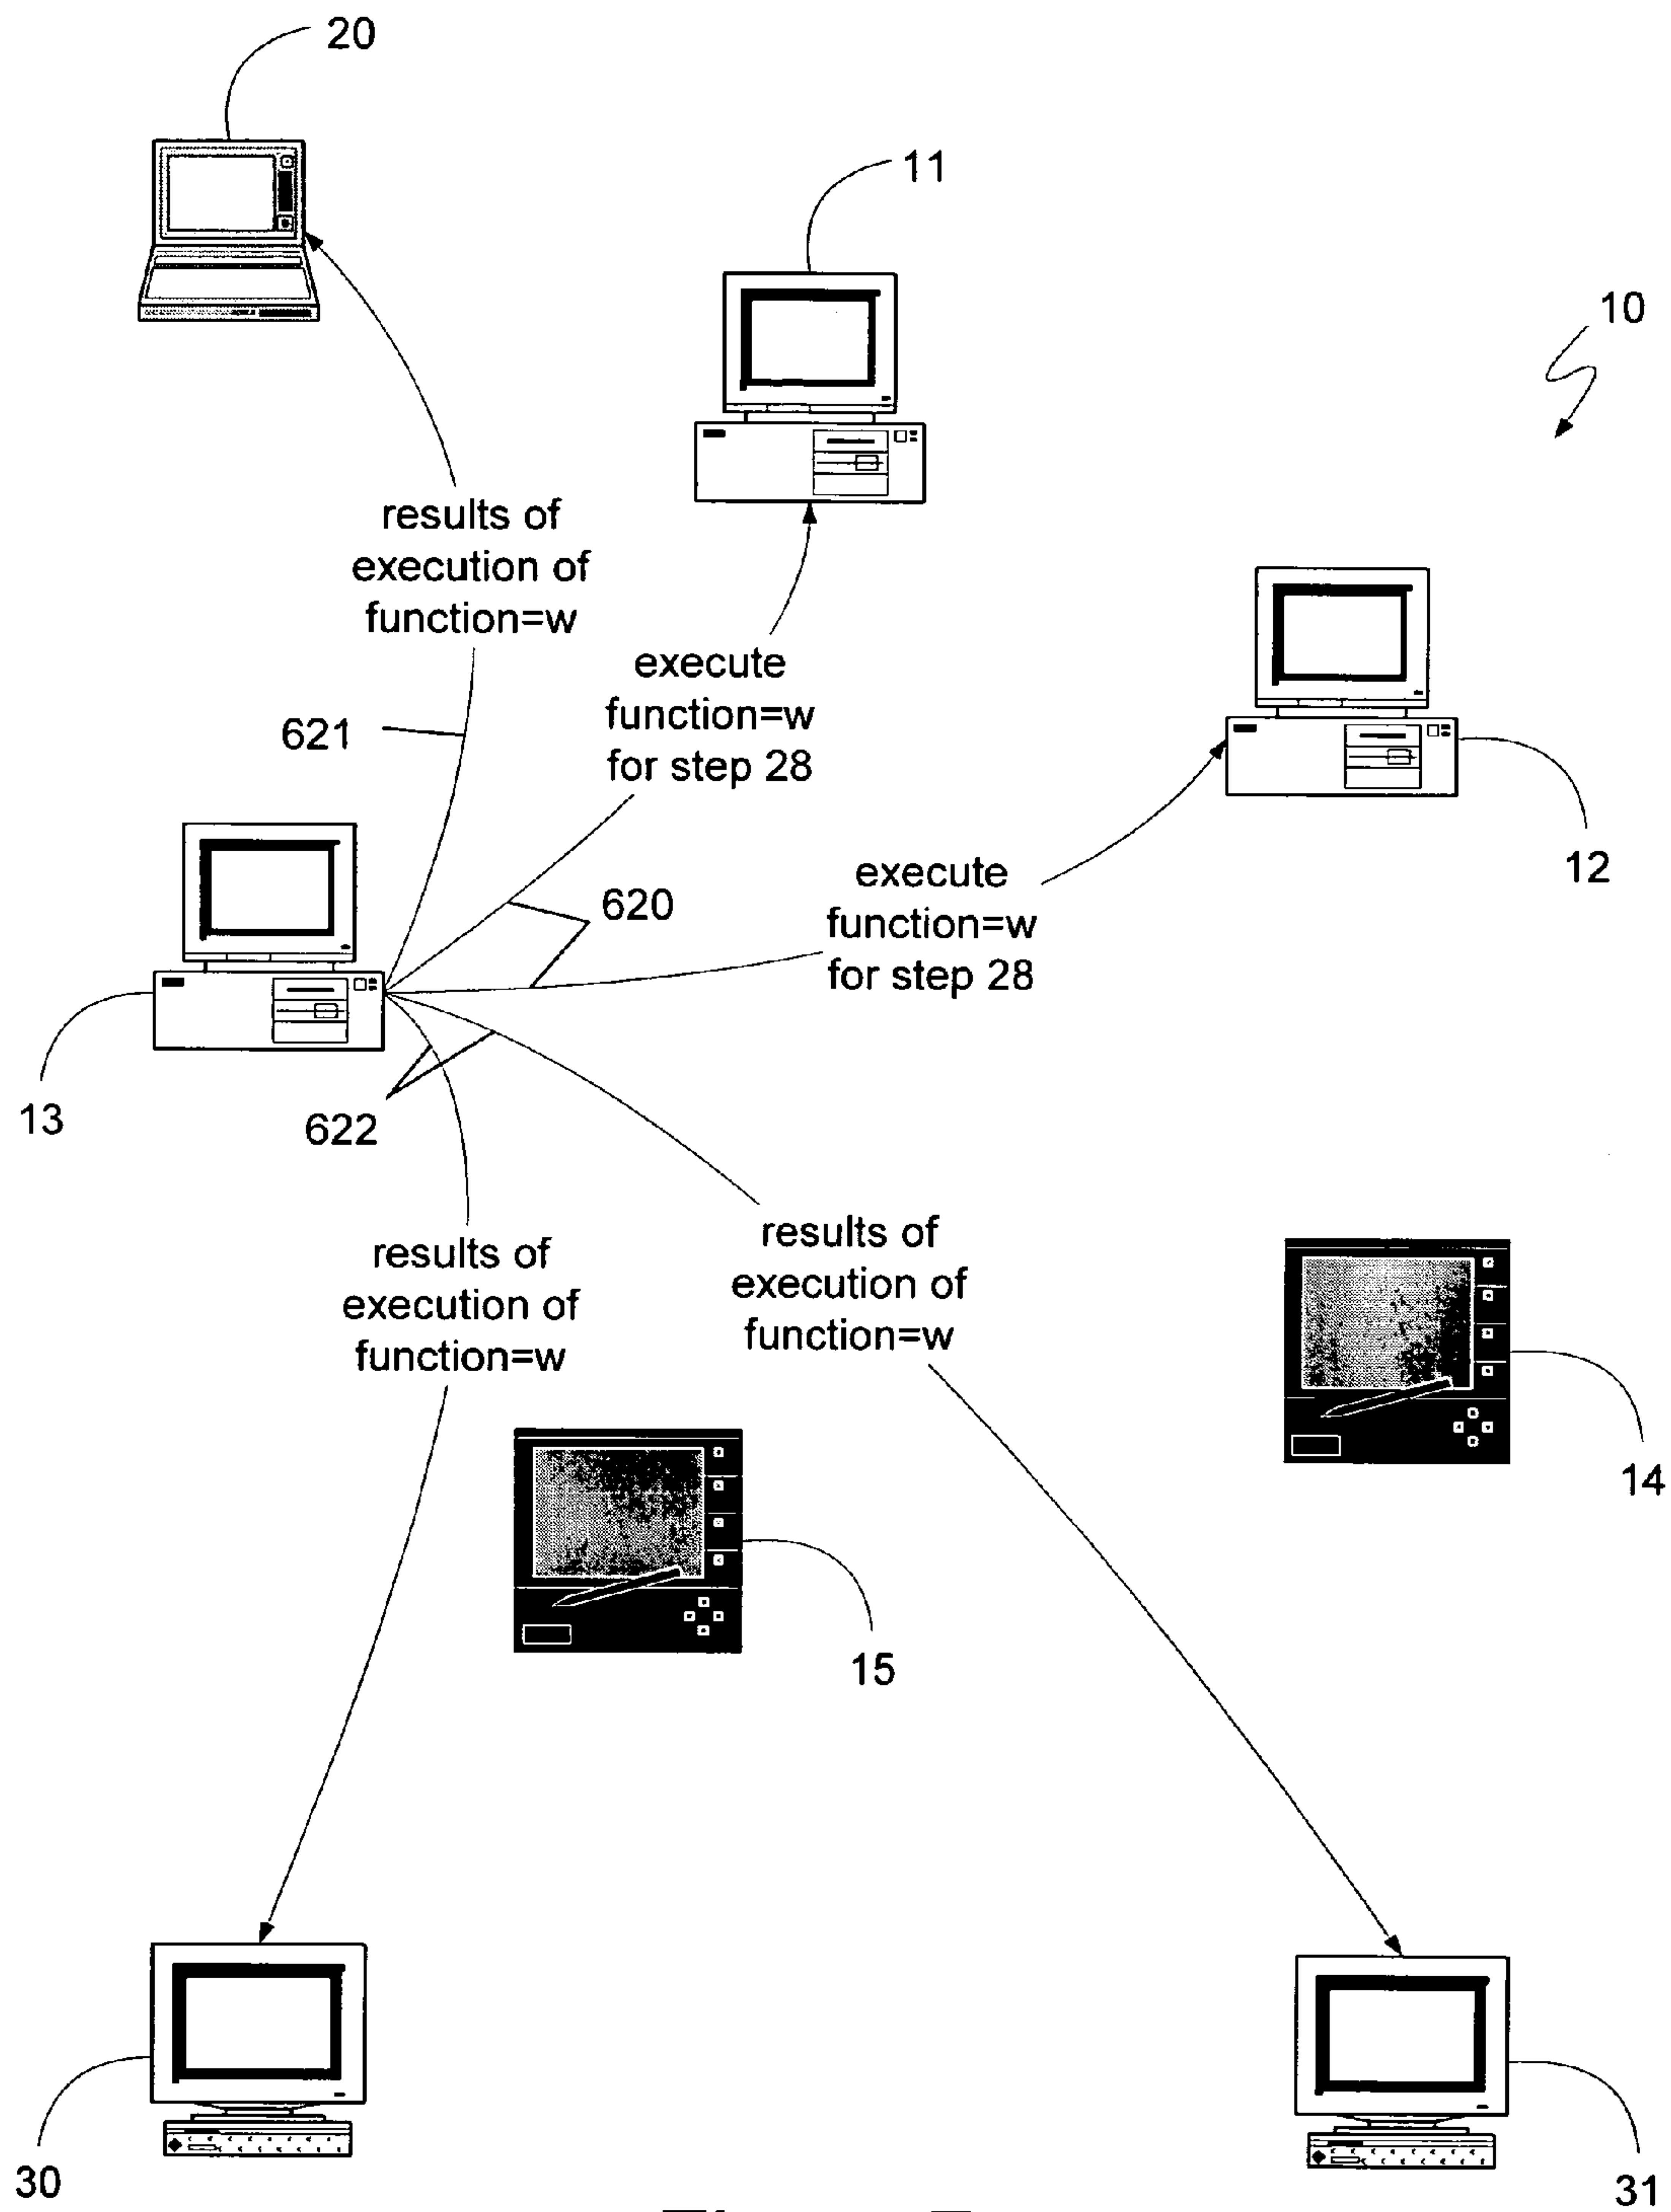 20
11
10
results of
execution of
function=w
execute
function=w
for step 28
621
12
execute
function=w
for step 28
620
13
622
results of
execution of
function=w
results of
execution of
function=w
14
15
30
31